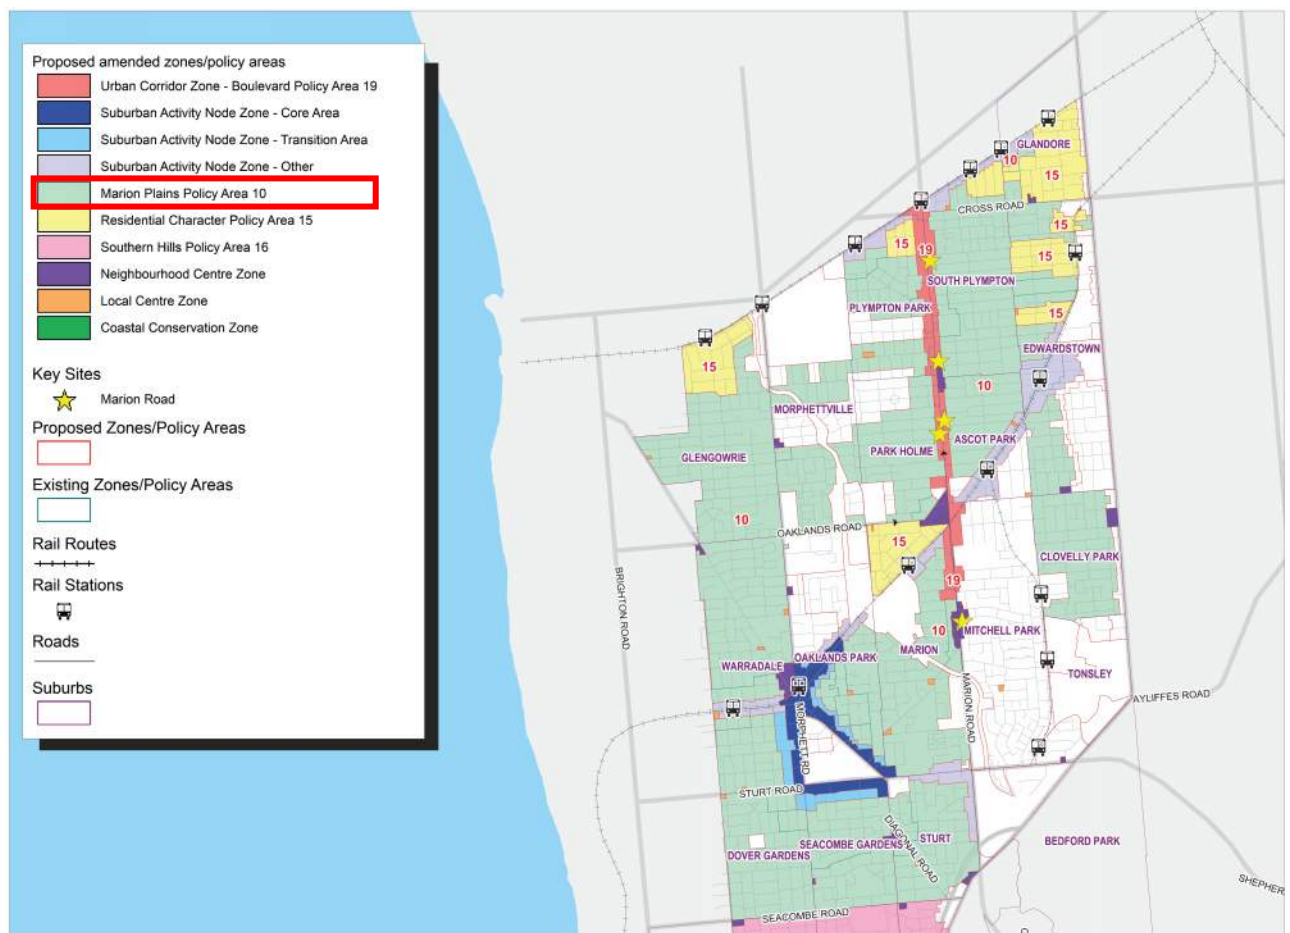 Proposed amended zones/policy areas
Urban Corridor Zone - Boulevard Policy Area 19
Suburban Activity Node Zone - Core Area
Suburban Activity Node Zone - Transition Area
Suburban Activity Node Zone - Other
Marion Plains Policy Area 10
Residential Character Policy Area 15
Southern Hills Policy Area 16
Neighbourhood Centre Zone
Local Centre Zone
Coastal Conservation Zone
Key Sites
Marion Road
Proposed Zones/Policy Areas
Existing Zones/Policy Areas
Rail Routes
Rail Stations
Roads
Suburbs
GLANDORE
10
15
CROSS ROAD
15
15
19
15
SOUTH PLYMPTON
PLYMPTON PARK
15
EDWARDSTOWN
15
10
MORPHETTVILLE
ASCOT PARK
PARK HOLME
GLENGOWRIE
10
OAKLANDS ROAD
15
CLOVELLY PARK
BRIGHTON ROAD
19
10
MITCHELL PARK
MARION
OAKLANDS PARK
WARRADALE
TONSLEY
AYLIFFES ROAD
MARION ROAD
MORPHETT RD
STURT ROAD
DIAGONAL ROAD
STURT
SEACOMBE GARDENS
DOVER GARDENS
BEDFORD PARK
SHEPHER
SEACOMBE ROAD